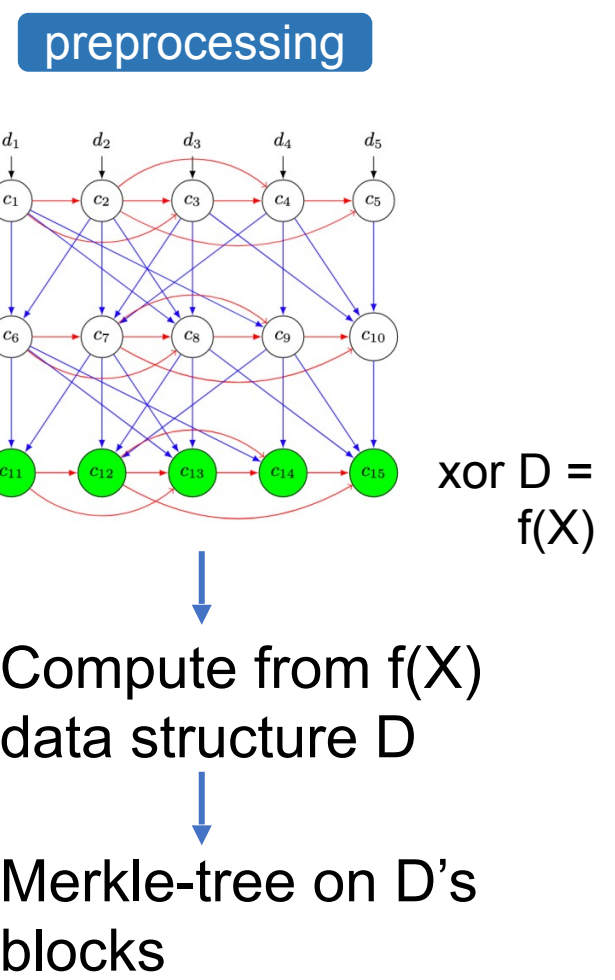 preprocessing
d₁ d₂ d₃ d₄ d₅
c₁ c₂ c₃ c₄ c₅
c₆ c₇ c₈ c₉ c₁₀
c₁₁ c₁₂ c₁₃ c₁₄ c₁₅
xor D =
f(X)
Compute from f(X)
data structure D
Merkle-tree on D's
blocks